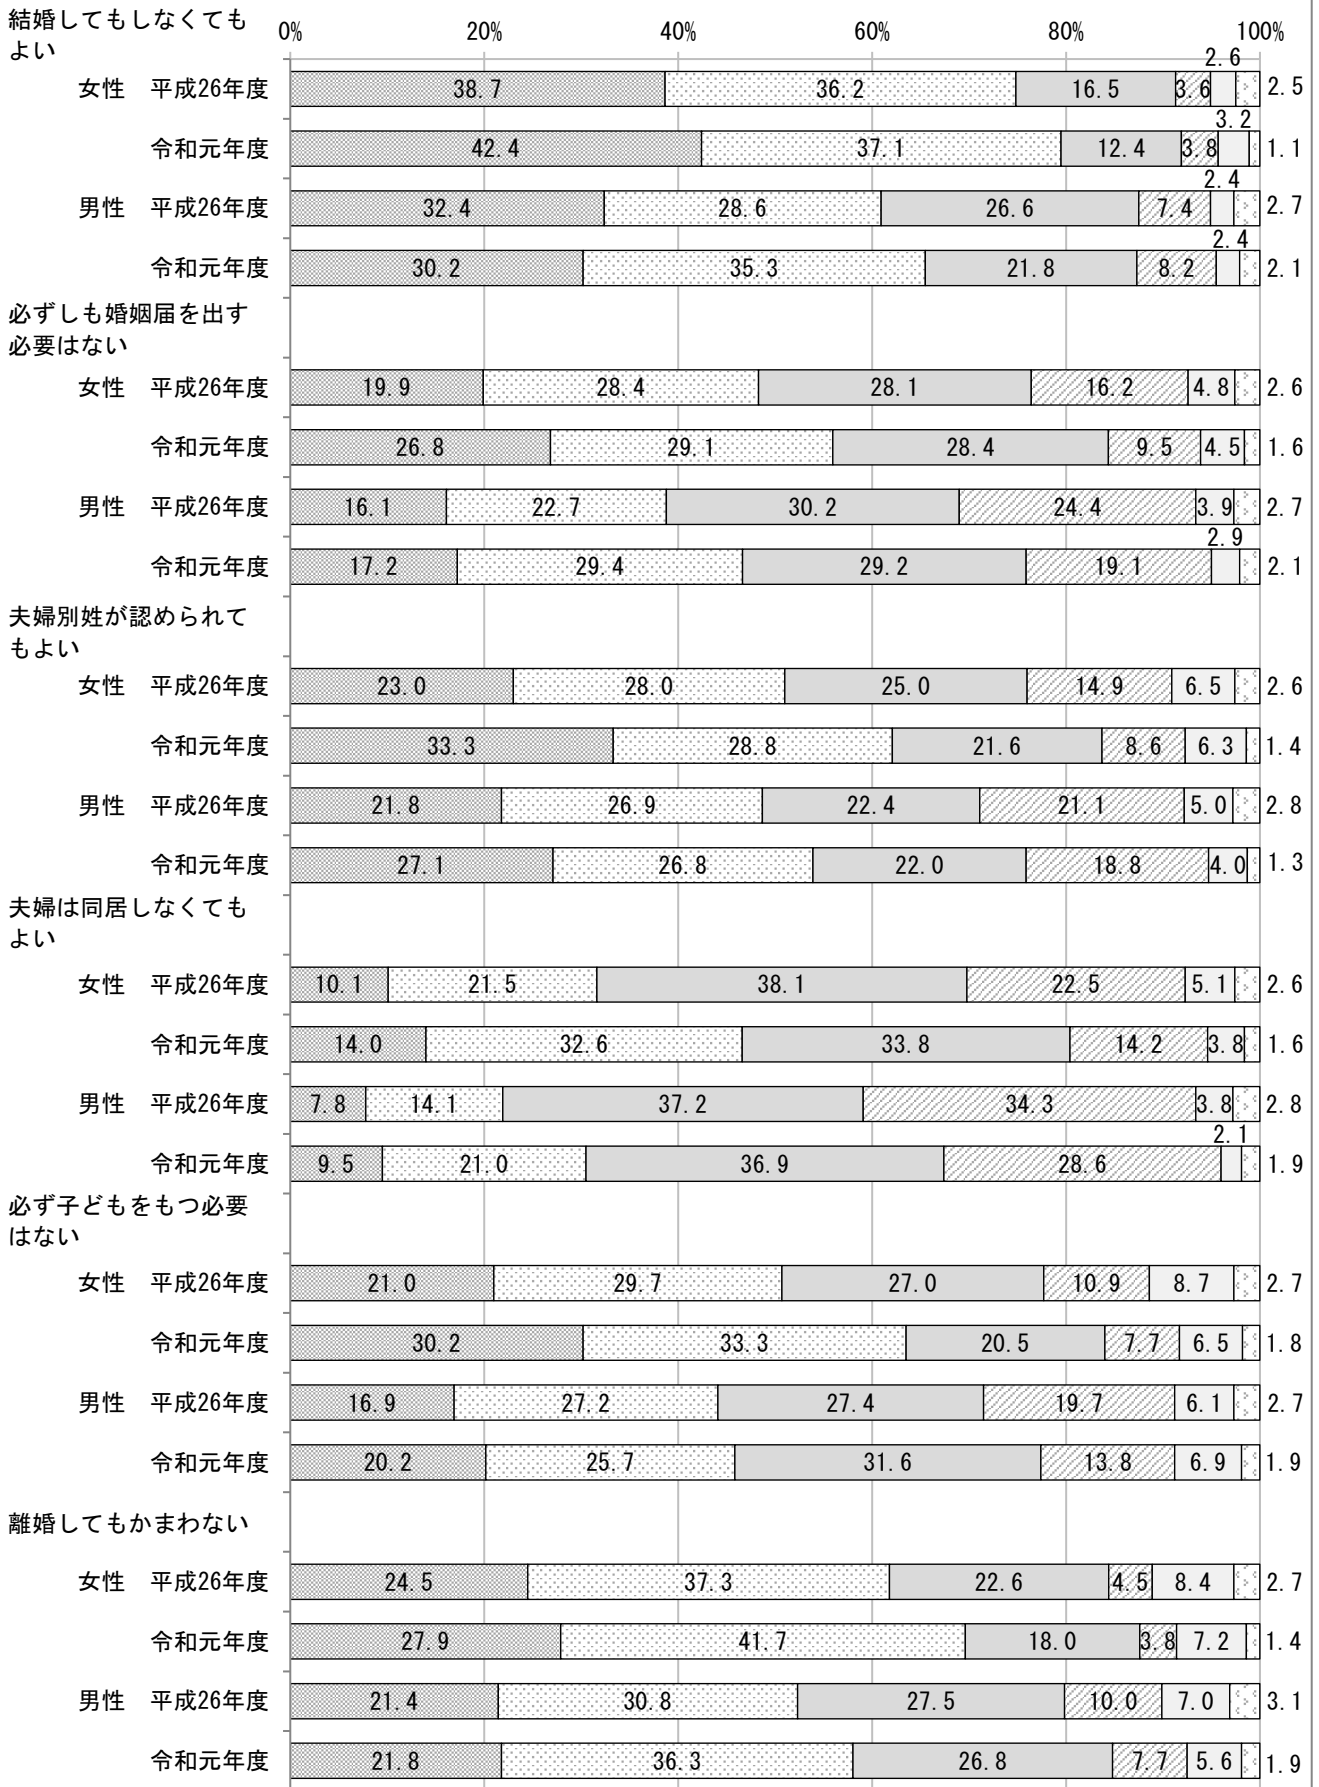 結婚してもしなくても
よい
0% 20% 40% 60% 80% 100%
2.6
女性 平成26年度 38.7 36.2 16.5 3.6 2.5
3.2
令和元年度 42.4 37.1 12.4 3.8 1.1
2.4
男性 平成26年度 32.4 28.6 26.6 7.4 2.7
2.4
令和元年度 30.2 35.3 21.8 8.2 2.1
必ずしも婚姻届を出す
必要はない
女性 平成26年度 19.9 28.4 28.1 16.2 4.8 2.6
令和元年度 26.8 29.1 28.4 9.5 4.5 1.6
男性 平成26年度 16.1 22.7 30.2 24.4 3.9 2.7
2.9
令和元年度 17.2 29.4 29.2 19.1 2.1
夫婦別姓が認められて
もよい
女性 平成26年度 23.0 28.0 25.0 14.9 6.5 2.6
令和元年度 33.3 28.8 21.6 8.6 6.3 1.4
男性 平成26年度 21.8 26.9 22.4 21.1 5.0 2.8
令和元年度 27.1 26.8 22.0 18.8 4.0 1.3
夫婦は同居しなくても
よい
女性 平成26年度 10.1 21.5 38.1 22.5 5.1 2.6
令和元年度 14.0 32.6 33.8 14.2 3.8 1.6
男性 平成26年度 7.8 14.1 37.2 34.3 3.8 2.8
2.1
令和元年度 9.5 21.0 36.9 28.6 1.9
必ず子どもをもつ必要
はない
女性 平成26年度 21.0 29.7 27.0 10.9 8.7 2.7
令和元年度 30.2 33.3 20.5 7.7 6.5 1.8
男性 平成26年度 16.9 27.2 27.4 19.7 6.1 2.7
令和元年度 20.2 25.7 31.6 13.8 6.9 1.9
離婚してもかまわない
女性 平成26年度 24.5 37.3 22.6 4.5 8.4 2.7
令和元年度 27.9 41.7 18.0 3.8 7.2 1.4
男性 平成26年度 21.4 30.8 27.5 10.0 7.0 3.1
令和元年度 21.8 36.3 26.8 7.7 5.6 1.9